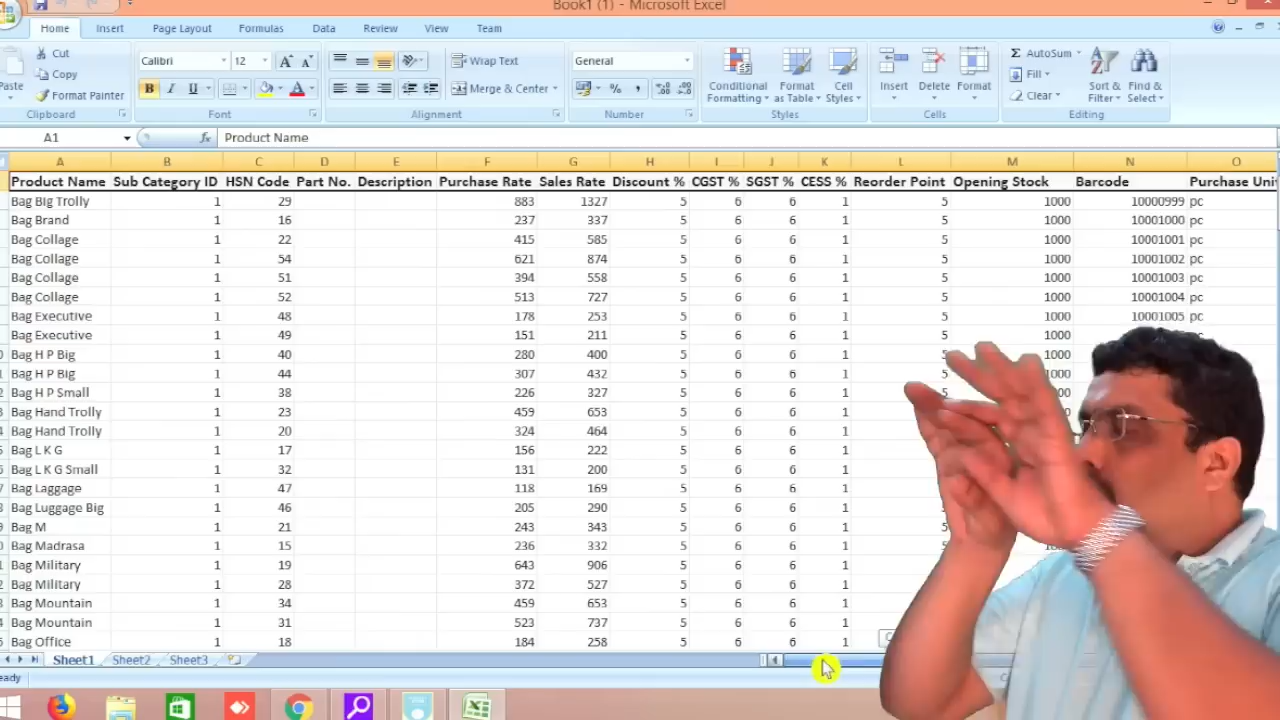 Book1 (1) - Microsoft Excel
Home Insert Page Layout Formulas Data Review View Team
Cut Calibri 12 Wrap Text General AutoSum
Copy Fill
Paste Format Painter B I U Merge & Center % , Conditional Formatting Format as Table Cell Styles Insert Delete Format Clear Sort & Filter Find & Select
Clipboard Font Alignment Number Styles Cells Editing
A1 fx Product Name
A B C D E F G H I J K L M N O
Product Name Sub Category ID HSN Code Part No. Description Purchase Rate Sales Rate Discount % CGST % SGST % CESS % Reorder Point Opening Stock Barcode Purchase Uni
Bag Big Trolly 1 29 883 1327 5 6 6 1 5 1000 10000999 pc
Bag Brand 1 16 237 337 5 6 6 1 5 1000 10001000 pc
Bag Collage 1 22 415 585 5 6 6 1 5 1000 10001001 pc
Bag Collage 1 54 621 874 5 6 6 1 5 1000 10001002 pc
Bag Collage 1 51 394 558 5 6 6 1 5 1000 10001003 pc
Bag Collage 1 52 513 727 5 6 6 1 5 1000 10001004 pc
Bag Executive 1 48 178 253 5 6 6 1 5 1000 10001005 pc
Bag Executive 1 49 151 211 5 6 6 1 5 1000
Bag H P Big 1 40 280 400 5 6 6 1 5 1000
Bag H P Big 1 44 307 432 5 6 6 1 5 1000
Bag H P Small 1 38 226 327 5 6 6 1
Bag Hand Trolly 1 23 459 653 5 6 6 1
Bag Hand Trolly 1 20 324 464 5 6 6 1
Bag L K G 1 17 156 222 5 6 6 1
Bag L K G Small 1 32 131 200 5 6 6 1
Bag Laggage 1 47 118 169 5 6 6 1
Bag Luggage Big 1 46 205 290 5 6 6 1
Bag M 1 21 243 343 5 6 6 1
Bag Madrasa 1 15 236 332 5 6 6 1
Bag Military 1 19 643 906 5 6 6 1
Bag Military 1 28 372 527 5 6 6 1
Bag Mountain 1 34 459 653 5 6 6 1
Bag Mountain 1 31 523 737 5 6 6 1
Bag Office 1 18 184 258 5 6 6 1
Sheet1 Sheet2 Sheet3